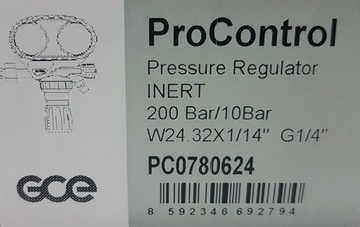 ProControl
Pressure Regulator
INERT
200 Bar/10Bar
W24.32X1/14" G1/4"
PC0780624
GCE
8 592346 692794